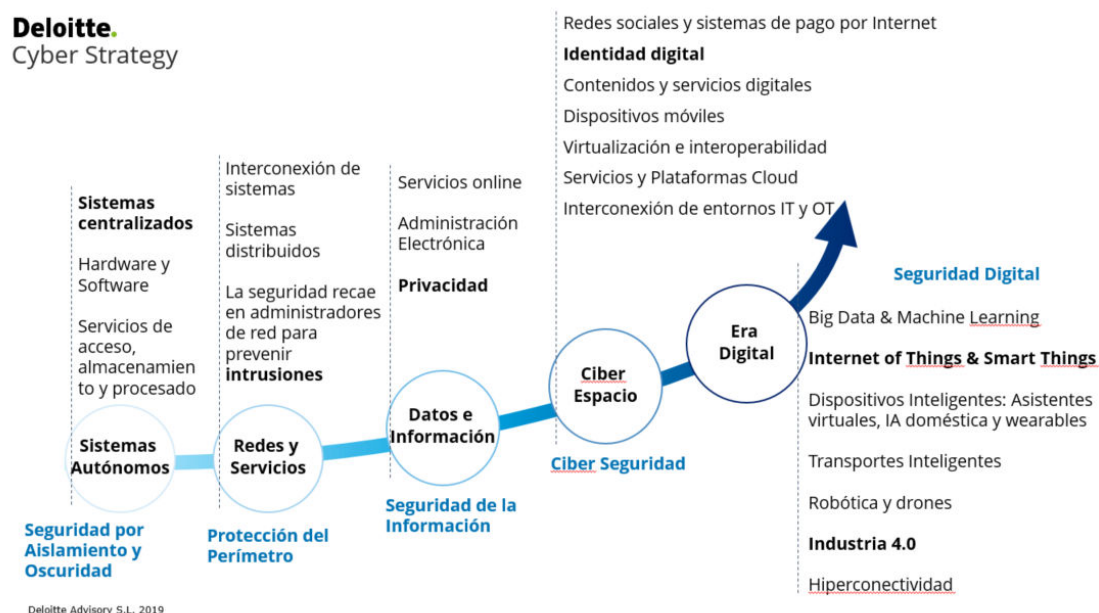 Deloitte.
Cyber Strategy
Sistemas
centralizados
Hardware y
Software
Servicios de
acceso,
almacenamien
to y procesado
Sistemas
Autónomos
Seguridad por
Aislamiento y
Oscuridad
Interconexión de
sistemas
Sistemas
distribuidos
La seguridad recae
en administradores
de red para
prevenir
intrusiones
Redes y
Servicios
Protección del
Perímetro
Servicios online
Administración
Electrónica
Privacidad
Datos e
Información
Seguridad de la
Información
Redes sociales y sistemas de pago por Internet
Identidad digital
Contenidos y servicios digitales
Dispositivos móviles
Virtualización e interoperabilidad
Servicios y Plataformas Cloud
Interconexión de entornos IT y OT
Ciber
Espacio
Ciber Seguridad
Era
Digital
Seguridad Digital
Big Data & Machine Learning
Internet of Things & Smart Things
Dispositivos Inteligentes: Asistentes
virtuales, IA doméstica y wearables
Transportes Inteligentes
Robótica y drones
Industria 4.0
Hiperconectividad
Deloitte Advisory S.L. 2019